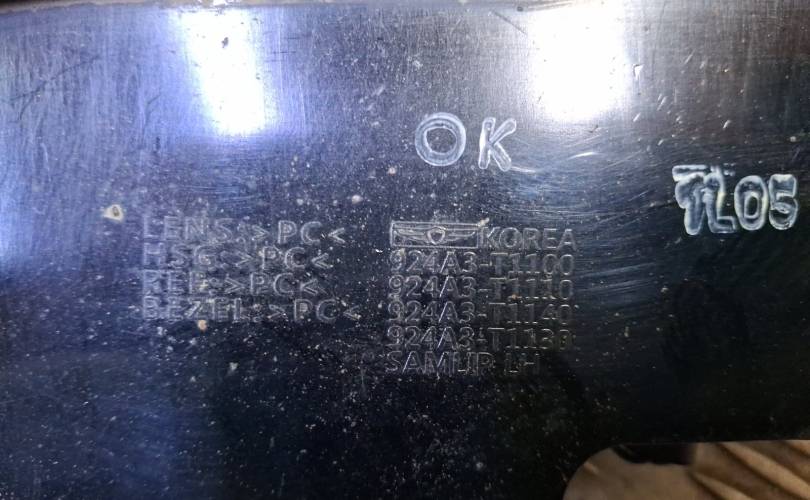 OK
7L05
LENS:>PC<
HSG:>PC<
REF:>PC<
BEZEL:>PC<
KOREA
924A3-T1100
924A3-T1110
924A3-T1140
924A3-T1130
SAMLIP LH